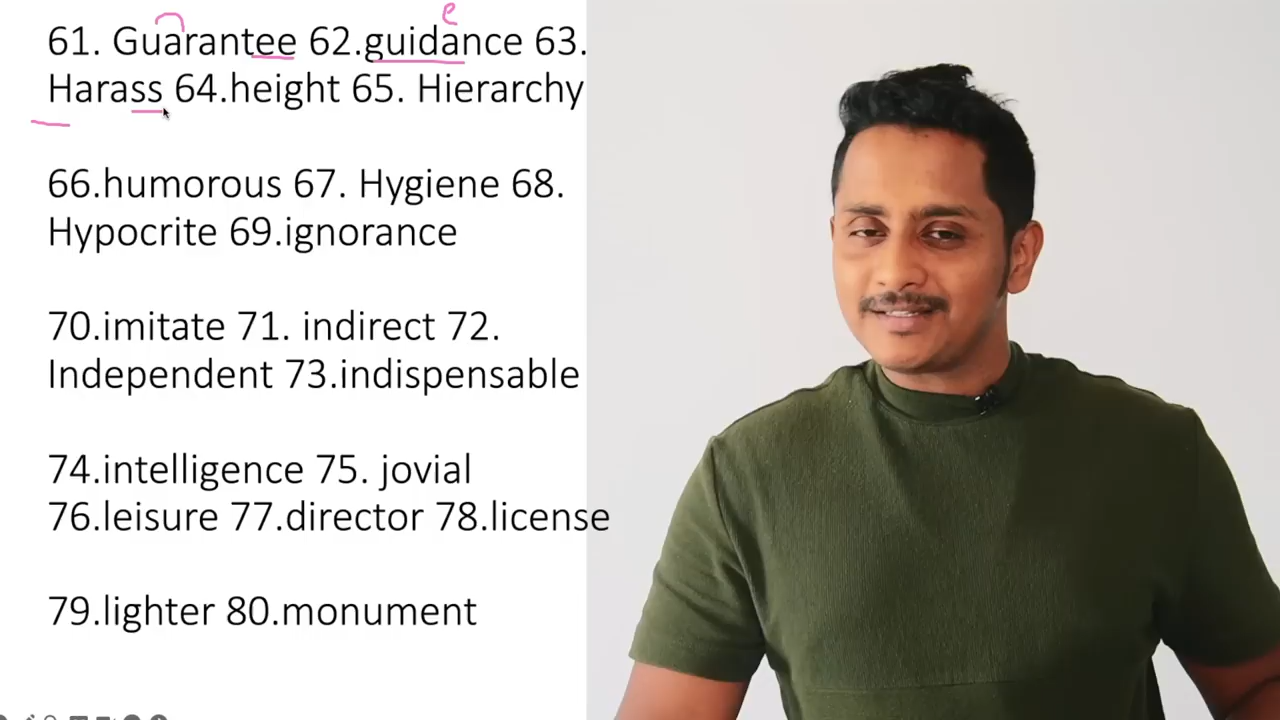 e
61. Guarantee 62.guidance 63.
Harass 64.height 65. Hierarchy
66.humorous 67. Hygiene 68.
Hypocrite 69.ignorance
70.imitate 71. indirect 72.
Independent 73.indispensable
74.intelligence 75. jovial
76.leisure 77.director 78.license
79.lighter 80.monument